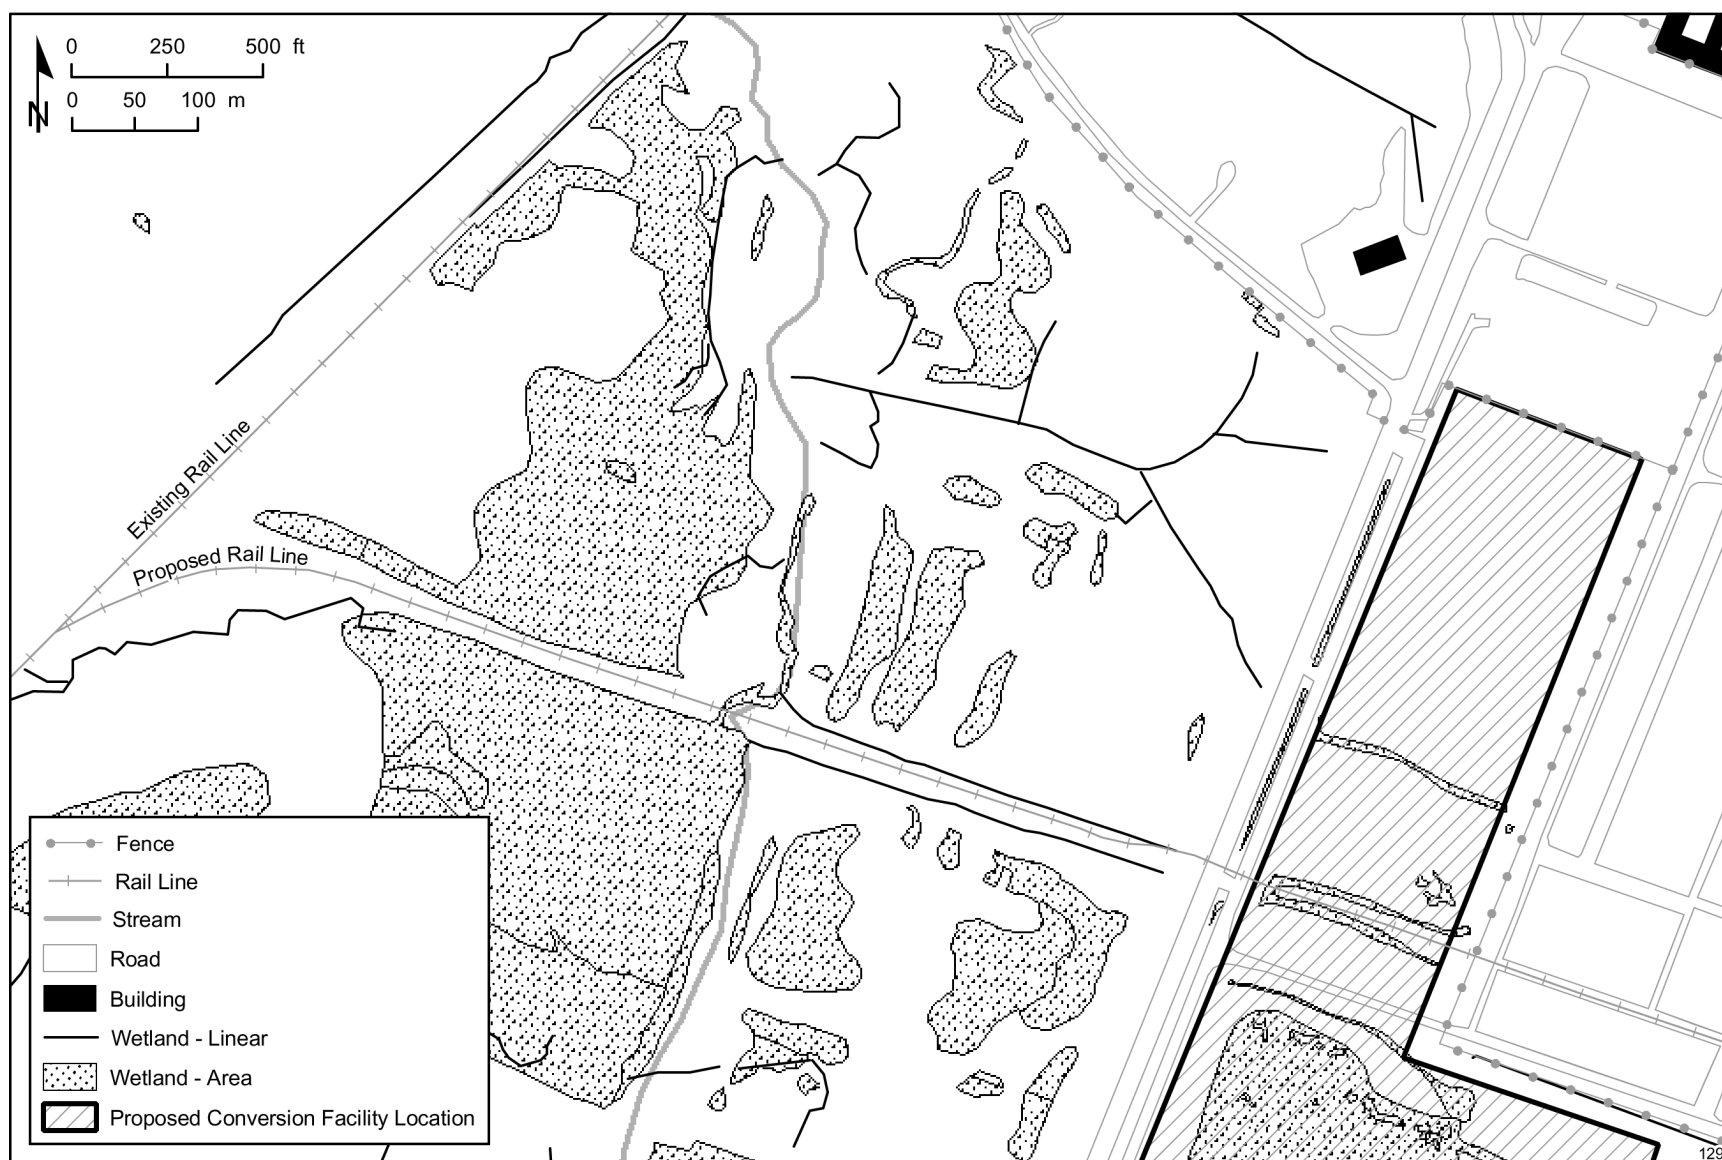 0 250 500 ft
0 50 100 m
N
Existing Rail Line
Proposed Rail Line
Fence
Rail Line
Stream
Road
Building
Wetland - Linear
Wetland - Area
Proposed Conversion Facility Location
129